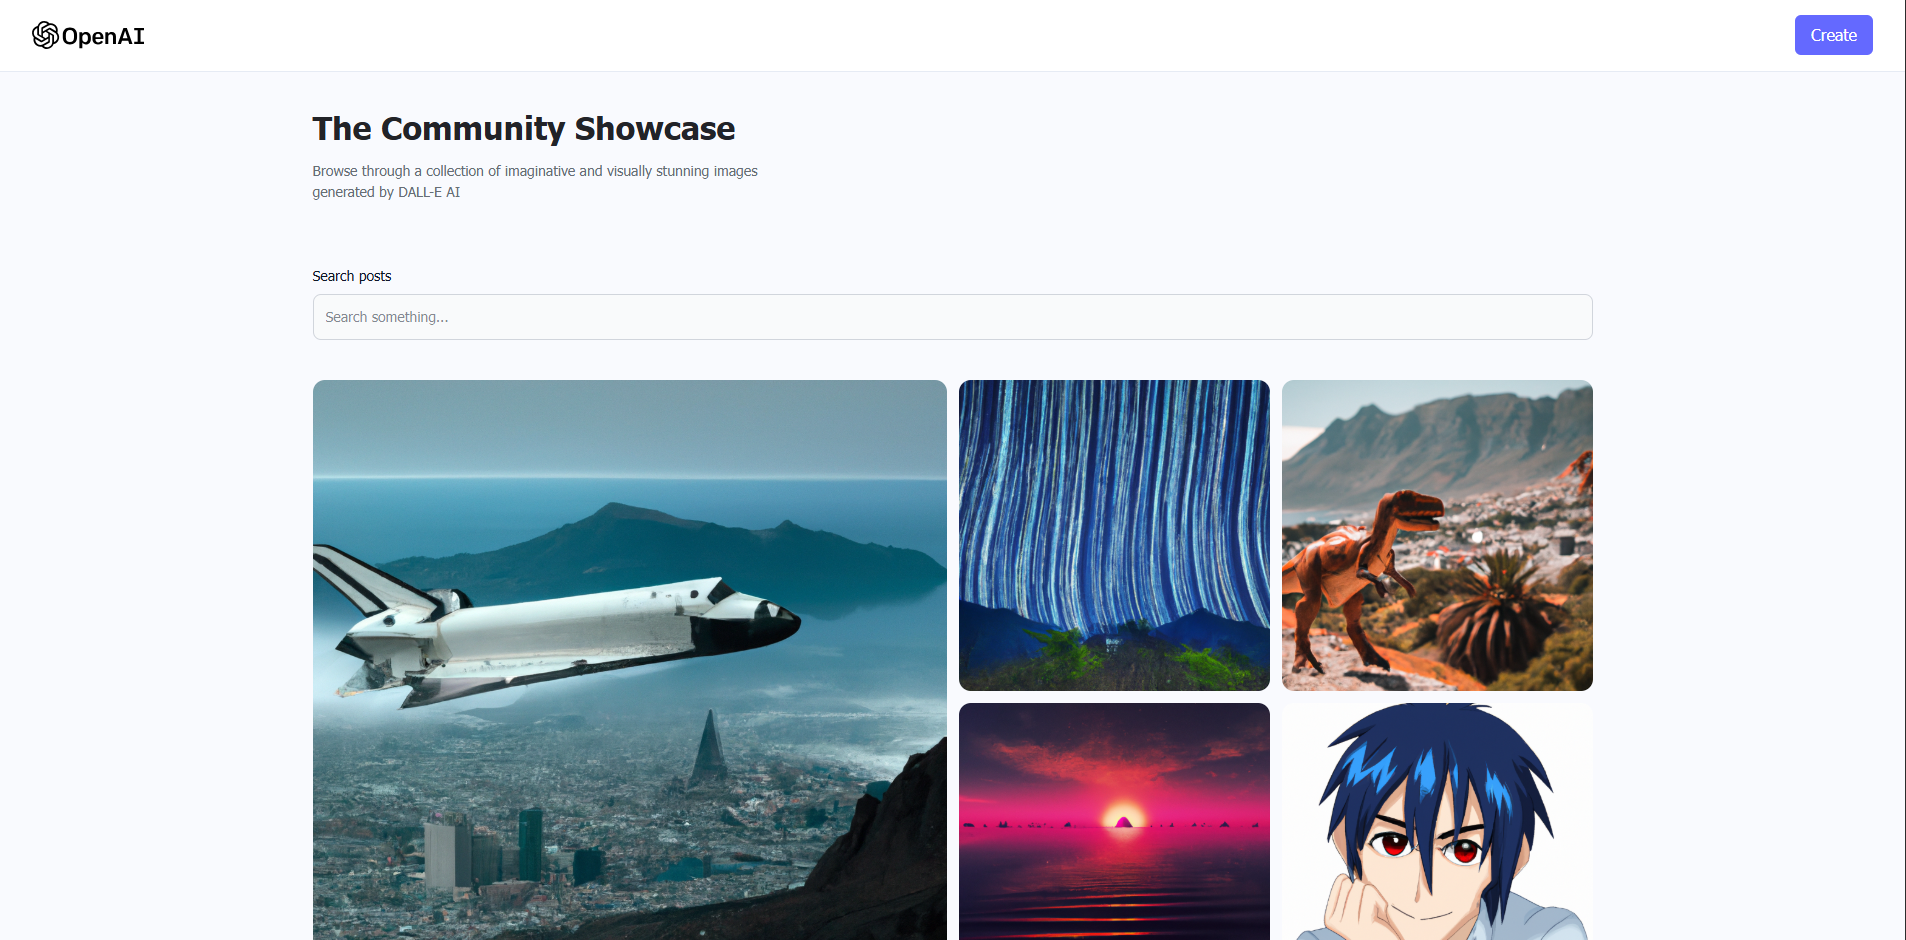 OpenAI
Create
The Community Showcase
Browse through a collection of imaginative and visually stunning images
generated by DALL-E AI
Search posts
Search something...